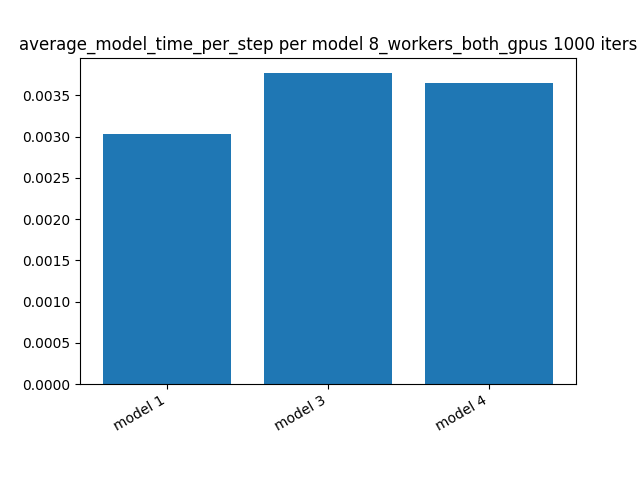 average_model_time_per_step per model 8_workers_both_gpus 1000 iters
0.0035
0.0030
0.0025
0.0020
0.0015
0.0010
0.0005
0.0000
model 1
model 3
model 4